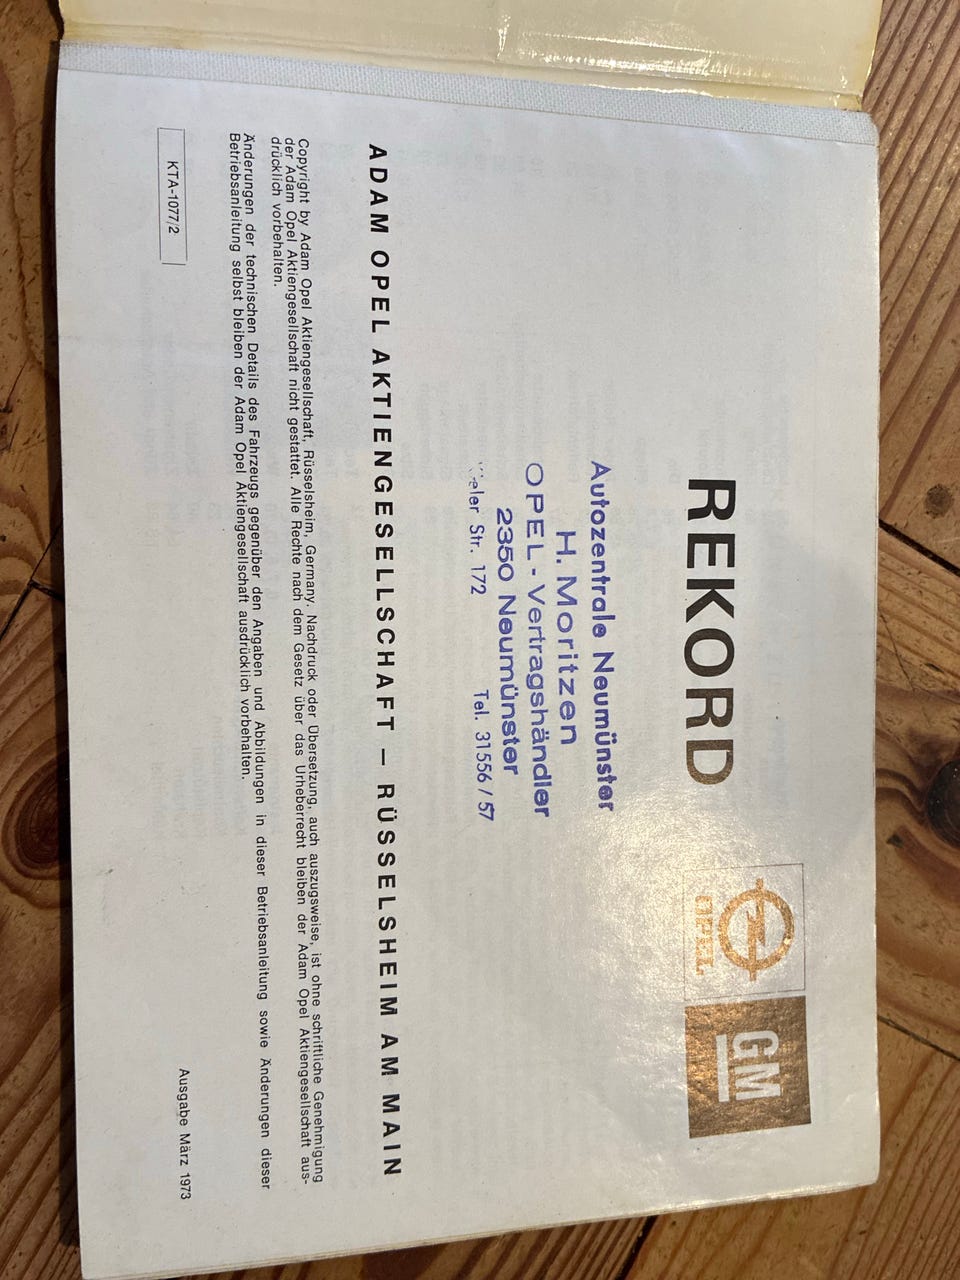 REKORD
OPEL
GM
Autozentrale Neumünster
H. Moritzen
OPEL-Vertragshändler
2350 Neumünster
Str. 172 Tel. 31556/57
ADAM OPEL AKTIENGESELLSCHAFT – RÜSSELSHEIM AM MAIN
Copyright by Adam Opel Aktiengesellschaft, Rüsselsheim, Germany. Nachdruck oder Übersetzung, auch auszugsweise, ist ohne schriftliche Genehmigung
der Adam Opel Aktiengesellschaft nicht gestattet. Alle Rechte nach dem Gesetz über das Urheberrecht bleiben der Adam Opel Aktiengesellschaft aus-
drücklich vorbehalten.
Änderungen der technischen Details des Fahrzeugs gegenüber den Angaben und Abbildungen in dieser Betriebsanleitung sowie Änderungen dieser
Betriebsanleitung selbst bleiben der Adam Opel Aktiengesellschaft ausdrücklich vorbehalten.
KTA-1077/2
Ausgabe März 1973